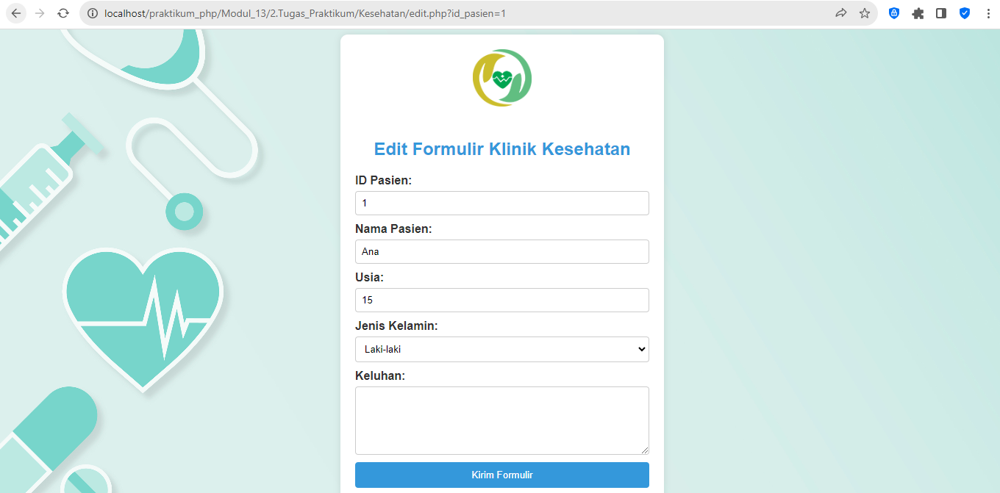 localhost/praktikum_php/Modul_13/2.Tugas_Praktikum/Kesehatan/edit.php?id_pasien=1
Edit Formulir Klinik Kesehatan
ID Pasien:
1
Nama Pasien:
Ana
Usia:
15
Jenis Kelamin:
Laki-laki
Keluhan:
Kirim Formulir